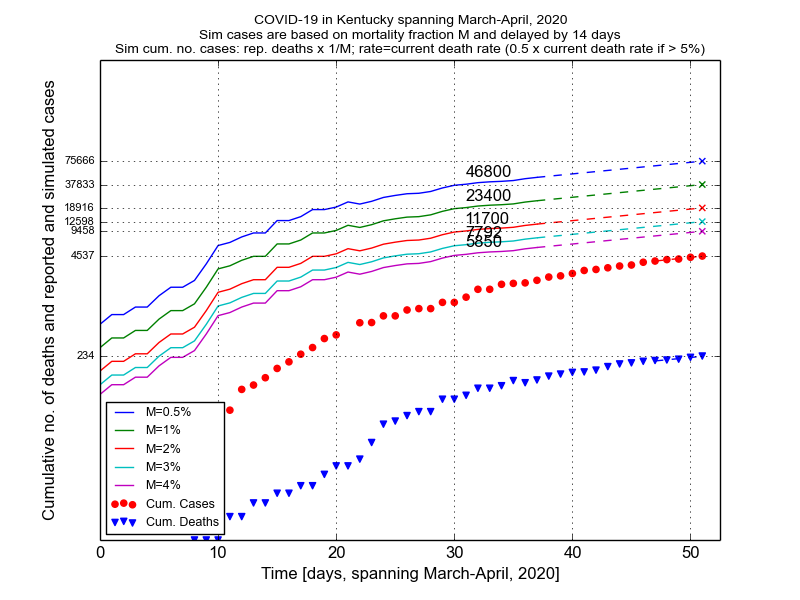 COVID-19 in Kentucky spanning March-April, 2020
Sim cases are based on mortality fraction M and delayed by 14 days
Sim cum. no. cases: rep. deaths x 1/M; rate=current death rate (0.5 x current death rate if > 5%)
Cumulative no. of deaths and reported and simulated cases
75666
37833
18916
12598
9458
4537
234
46800
23400
11700
7792
5850
M=0.5%
M=1%
M=2%
M=3%
M=4%
Cum. Cases
Cum. Deaths
0 10 20 30 40 50
Time [days, spanning March-April, 2020]